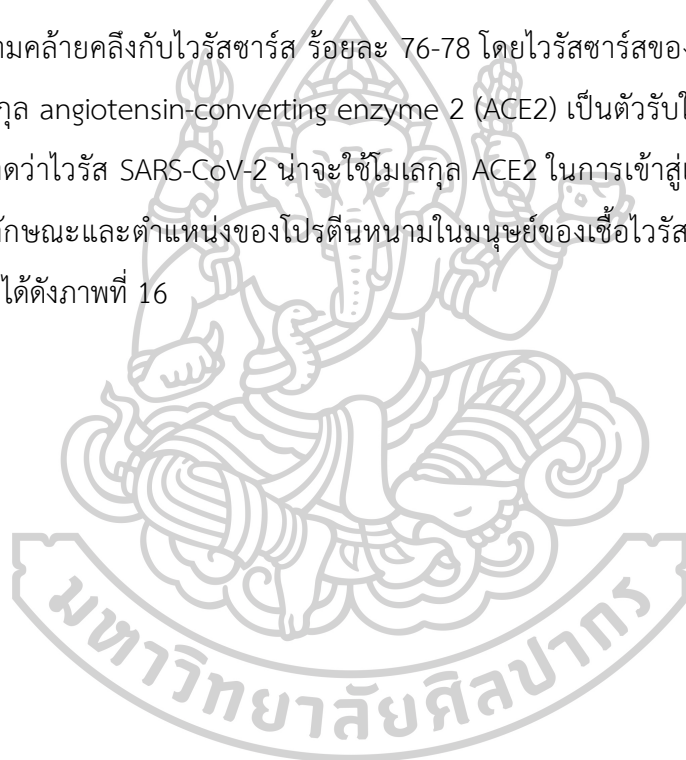 ามคล้ายคลึงกับไวรัสซาร์ส ร้อยละ 76-78 โดยไวรัสซาร์สของ
กุล angiotensin-converting enzyme 2 (ACE2) เป็นตัวรับใ
าดว่าไวรัส SARS-CoV-2 น่าจะใช้โมเลกุล ACE2 ในการเข้าสู่เ
ักษณะและตำแหน่งของโปรตีนหนามในมนุษย์ของเชื้อไวรัส
ได้ดังภาพที่ 16
มหาวิทยาลัยศิลปากร